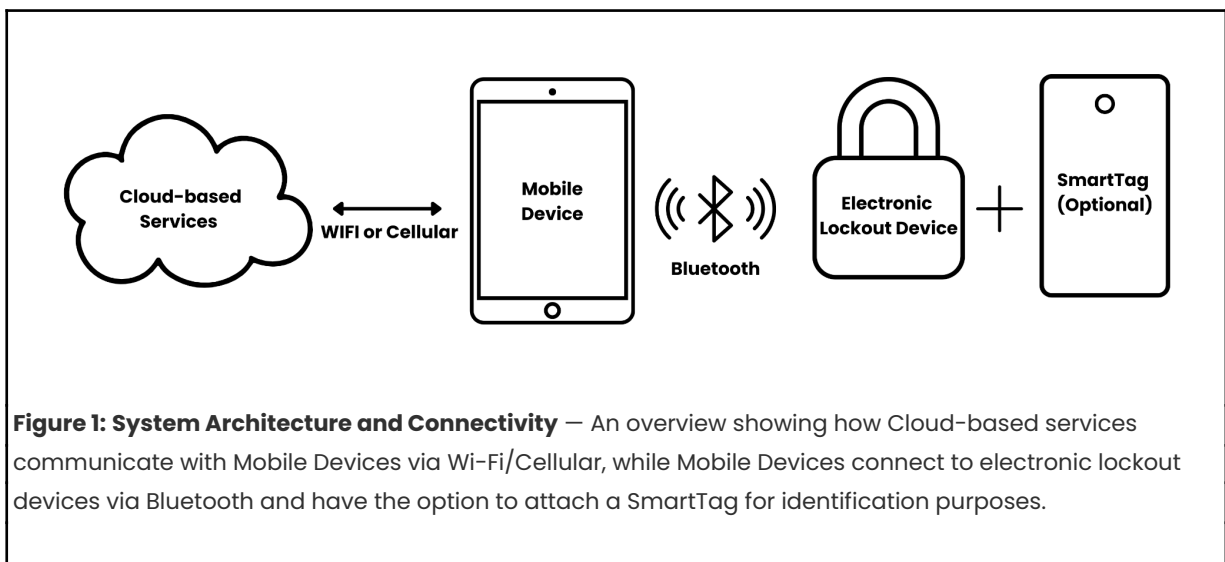 Cloud-based
Services
WIFI or Cellular
Mobile
Device
Bluetooth
Electronic
Lockout Device
SmartTag
(Optional)
Figure 1: System Architecture and Connectivity — An overview showing how Cloud-based services
communicate with Mobile Devices via Wi-Fi/Cellular, while Mobile Devices connect to electronic lockout
devices via Bluetooth and have the option to attach a SmartTag for identification purposes.